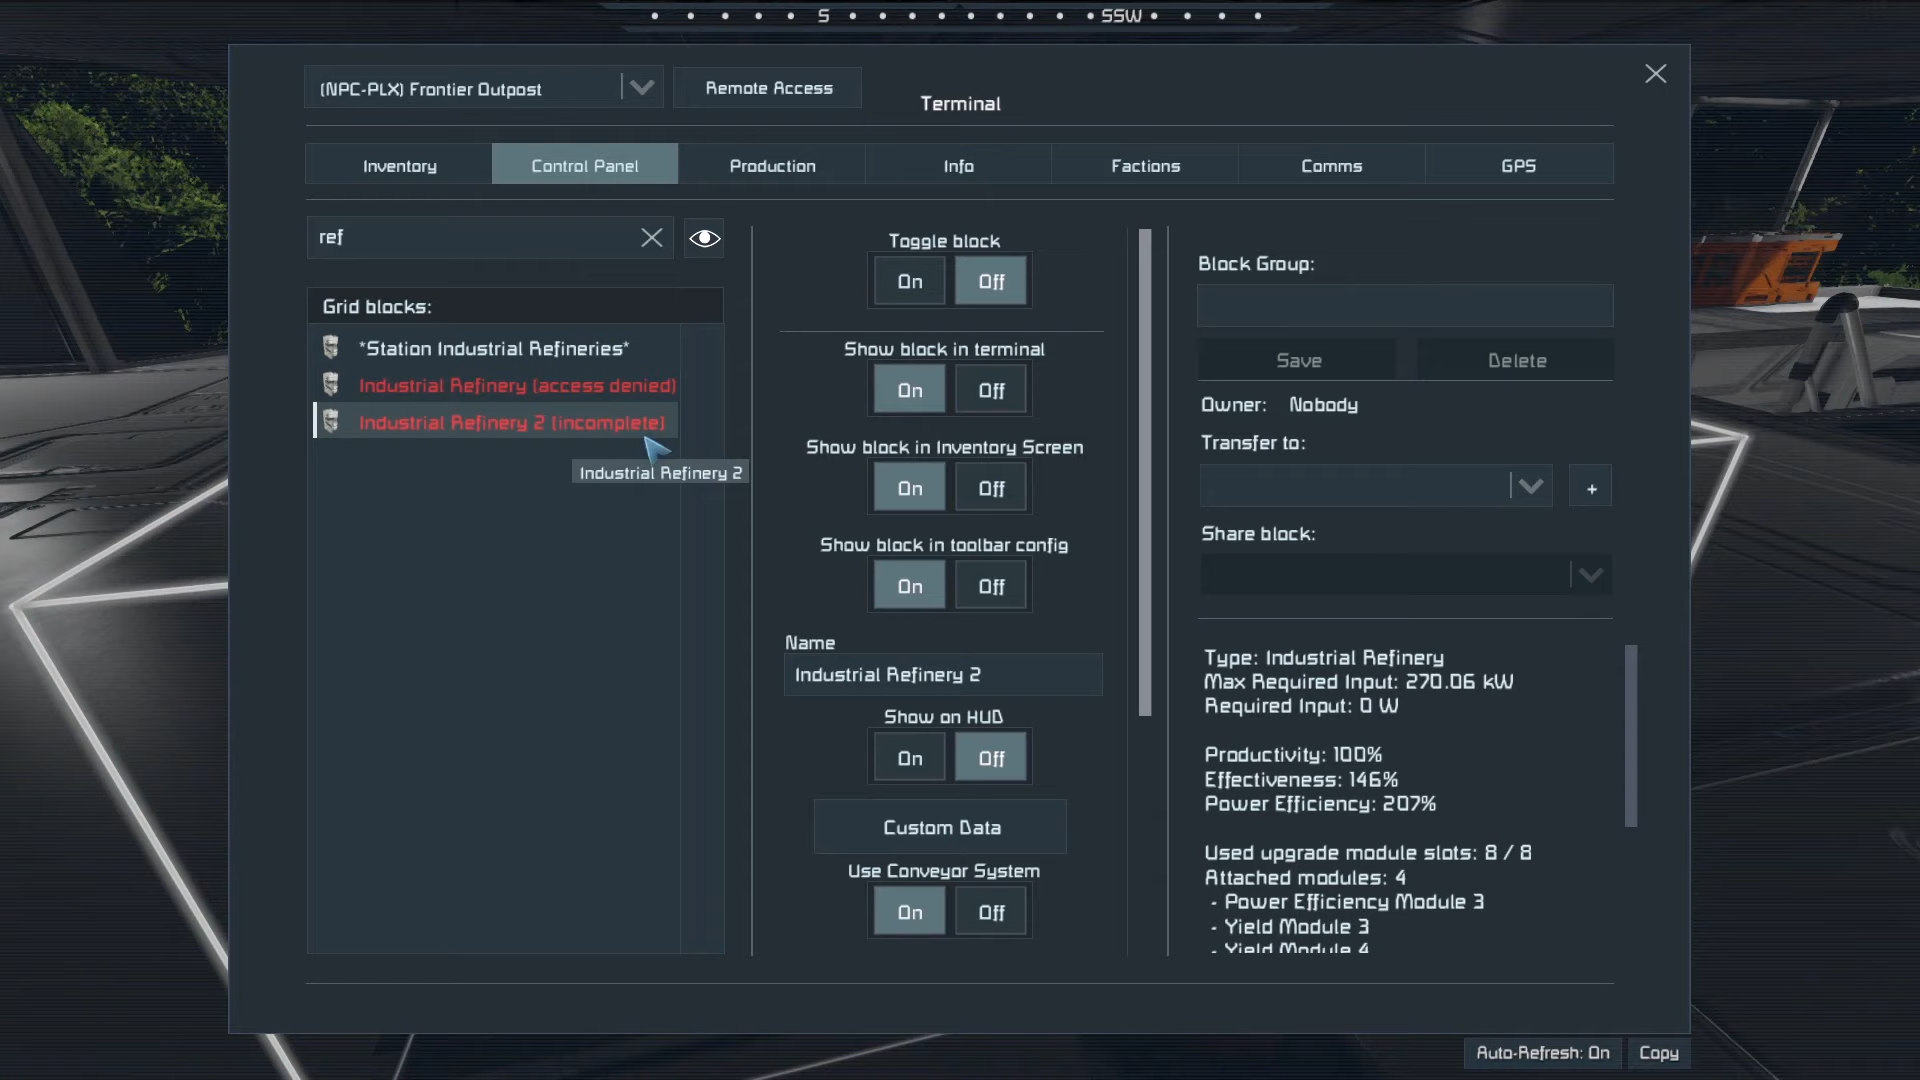 S SSW
(NPC-PLX) Frontier Outpost
Remote Access
Terminal
Inventory
Control Panel
Production
Info
Factions
Comms
GPS
ref
Grid blocks:
*Station Industrial Refineries*
Industrial Refinery (access denied)
Industrial Refinery 2 (incomplete)
Industrial Refinery 2
Toggle block
On Off
Show block in terminal
On Off
Show block in Inventory Screen
On Off
Show block in toolbar config
On Off
Name
Industrial Refinery 2
Show on HUD
On Off
Custom Data
Use Conveyor System
On Off
Block Group:
Save Delete
Owner: Nobody
Transfer to:
+
Share block:
Type: Industrial Refinery
Max Required Input: 270.06 kW
Required Input: 0 W
Productivity: 100%
Effectiveness: 146%
Power Efficiency: 207%
Used upgrade module slots: 8 / 8
Attached modules: 4
- Power Efficiency Module 3
- Yield Module 3
- Yield Module 4
Auto-Refresh: On
Copy